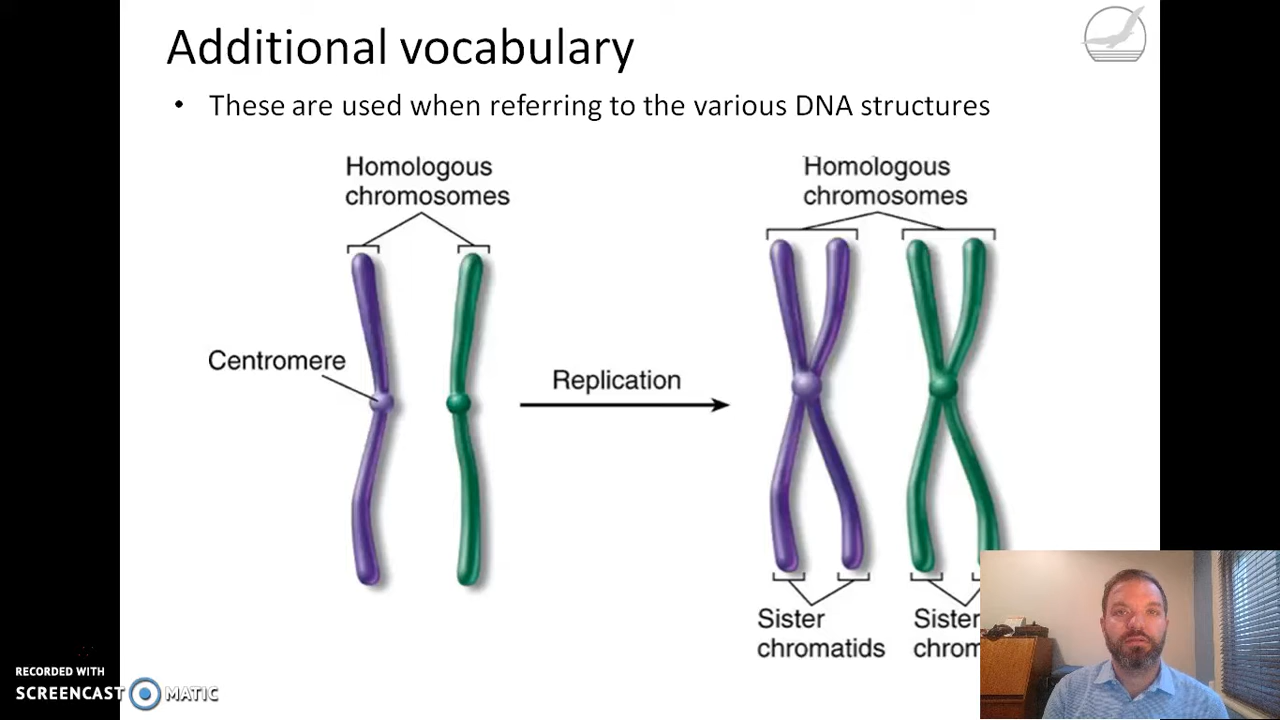 Additional vocabulary
• These are used when referring to the various DNA structures
Homologous
chromosomes
Homologous
chromosomes
Centromere
Replication
Sister
chromatids
Sister
chrom
RECORDED WITH
SCREENCAST MATIC